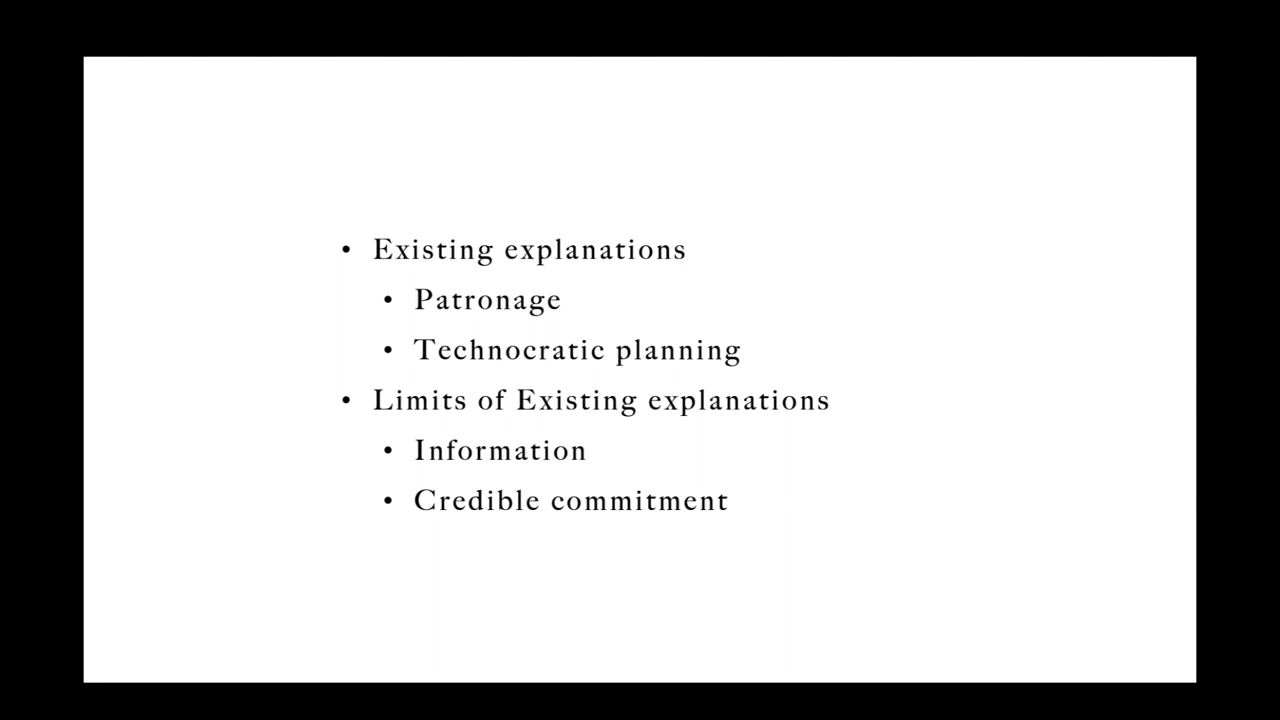 • Existing explanations
• Patronage
• Technocratic planning
• Limits of Existing explanations
• Information
• Credible commitment